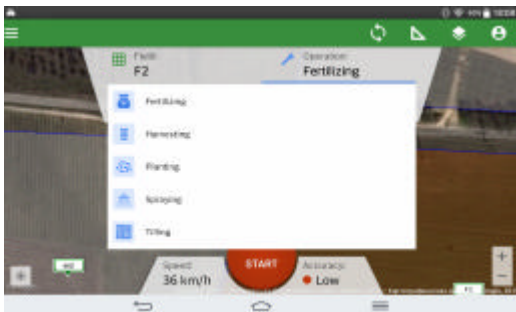 Field:
F2
Operation:
Fertilizing
Fertilizing
Harvesting
Planting
Spraying
Tilling
Speed:
36 km/h
START
Accuracy:
Low
+
-